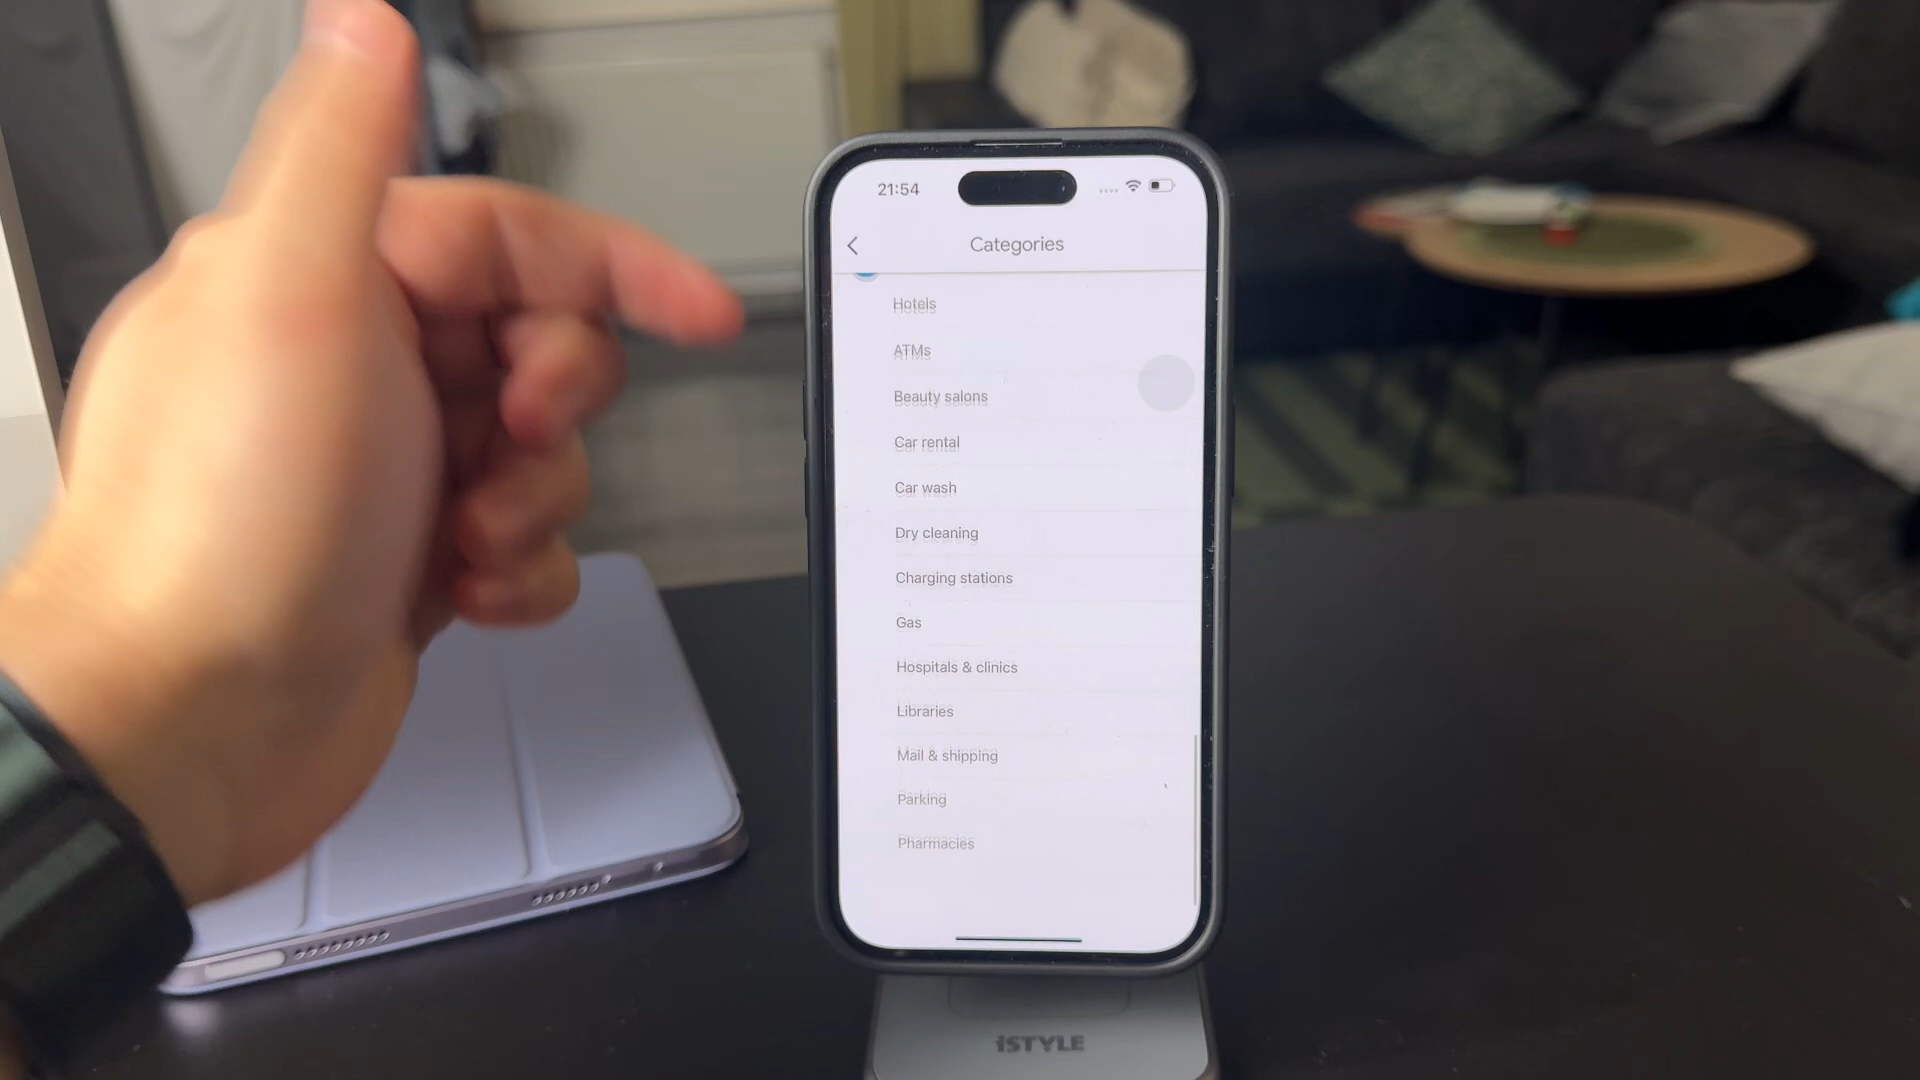 21:54
Categories
Hotels
ATMs
Beauty salons
Car rental
Car wash
Dry cleaning
Charging stations
Gas
Hospitals & clinics
Libraries
Mail & shipping
Parking
Pharmacies
iSTYLE